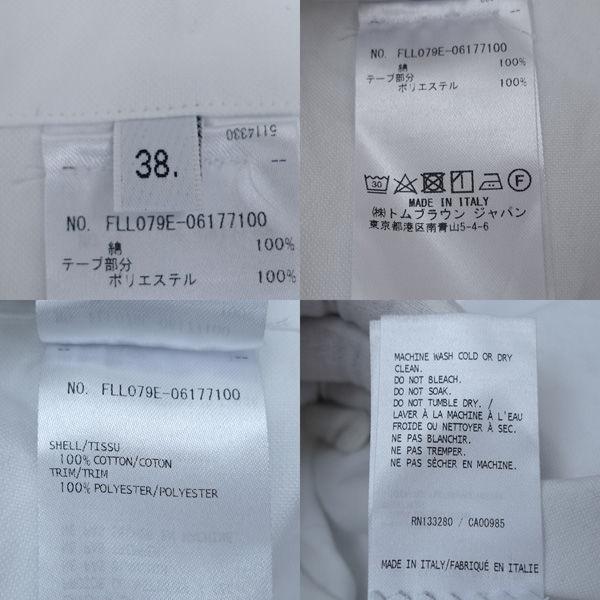 5114330
38.
NO. FLL079E-06177100
綿 100%
テープ部分
ポリエステル 100%
NO. FLL079E-06177100
綿 100%
テープ部分
ポリエステル 100%
30 F
MADE IN ITALY
㈱トムブラウン ジャパン
東京都港区南青山5-4-6
NO. FLL079E-06177100
SHELL/TISSU
100% COTTON/COTON
TRIM/TRIM
100% POLYESTER/POLYESTER
MACHINE WASH COLD OR DRY
CLEAN.
DO NOT BLEACH.
DO NOT SOAK.
DO NOT TUMBLE DRY. /
LAVER À LA MACHINE À L'EAU
FROIDE OU NETTOYER À SEC.
NE PAS BLANCHIR.
NE PAS TREMPER.
NE PAS SÉCHER EN MACHINE.
RN133280 / CA00985
MADE IN ITALY/FABRIQUÉ EN ITALIE